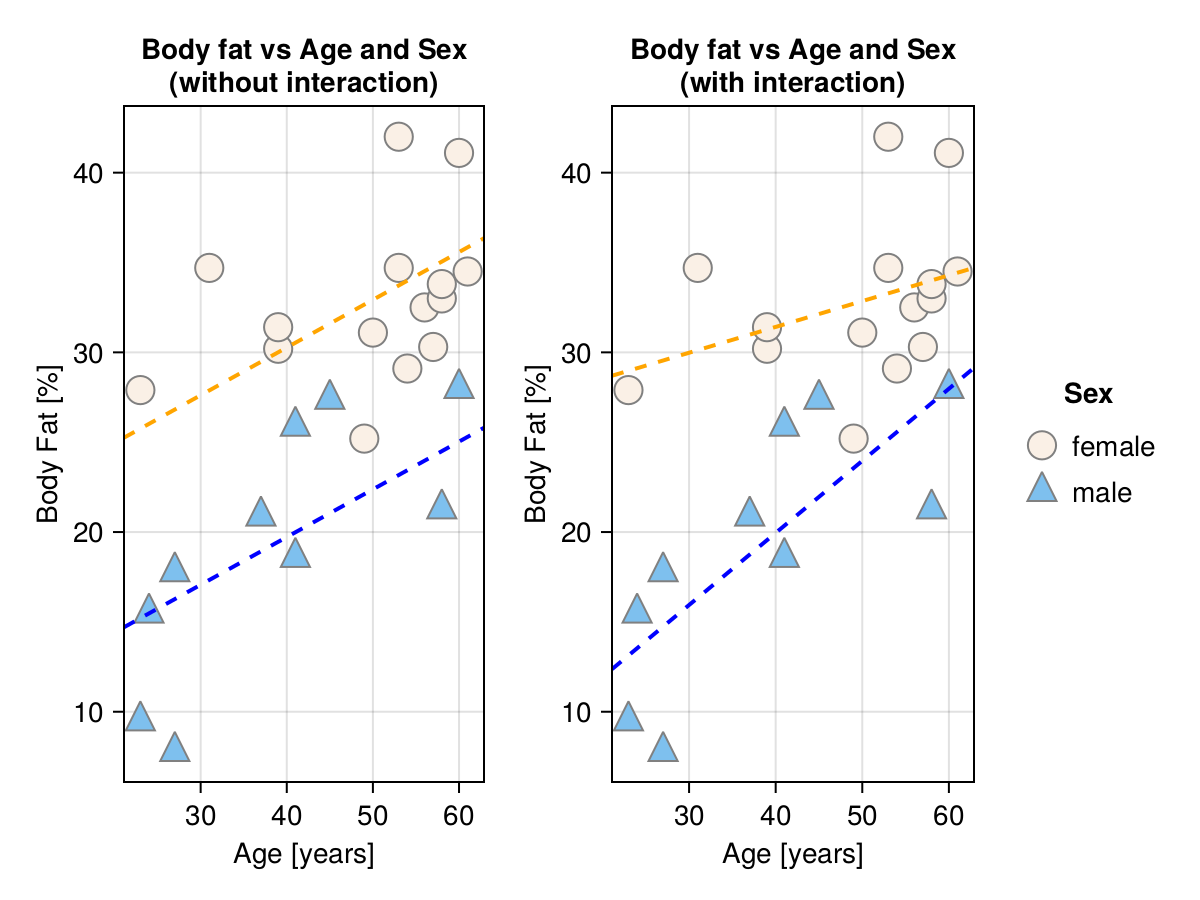 Body fat vs Age and Sex
(without interaction)
40
30
20
10
Body Fat [%]
30 40 50 60
Age [years]
Body fat vs Age and Sex
(with interaction)
40
30
20
10
Body Fat [%]
30 40 50 60
Age [years]
Sex
female
male